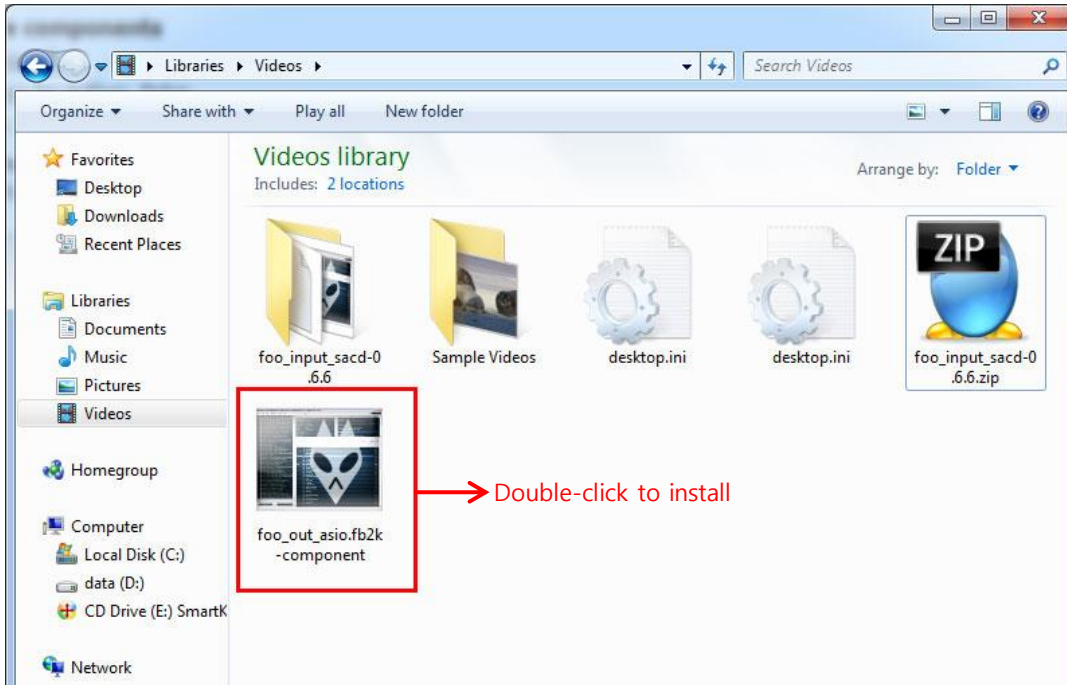 Libraries
Videos
Search Videos
Organize
Share with
Play all
New folder
Favorites
Desktop
Downloads
Recent Places
Libraries
Documents
Music
Pictures
Videos
Homegroup
Computer
Local Disk (C:)
data (D:)
CD Drive (E:) SmartK
Network
Videos library
Includes: 2 locations
Arrange by: Folder
foo_input_sacd-0
.6.6
Sample Videos
desktop.ini
desktop.ini
ZIP
foo_input_sacd-0
.6.6.zip
foo_out_asio.fb2k
-component
Double-click to install